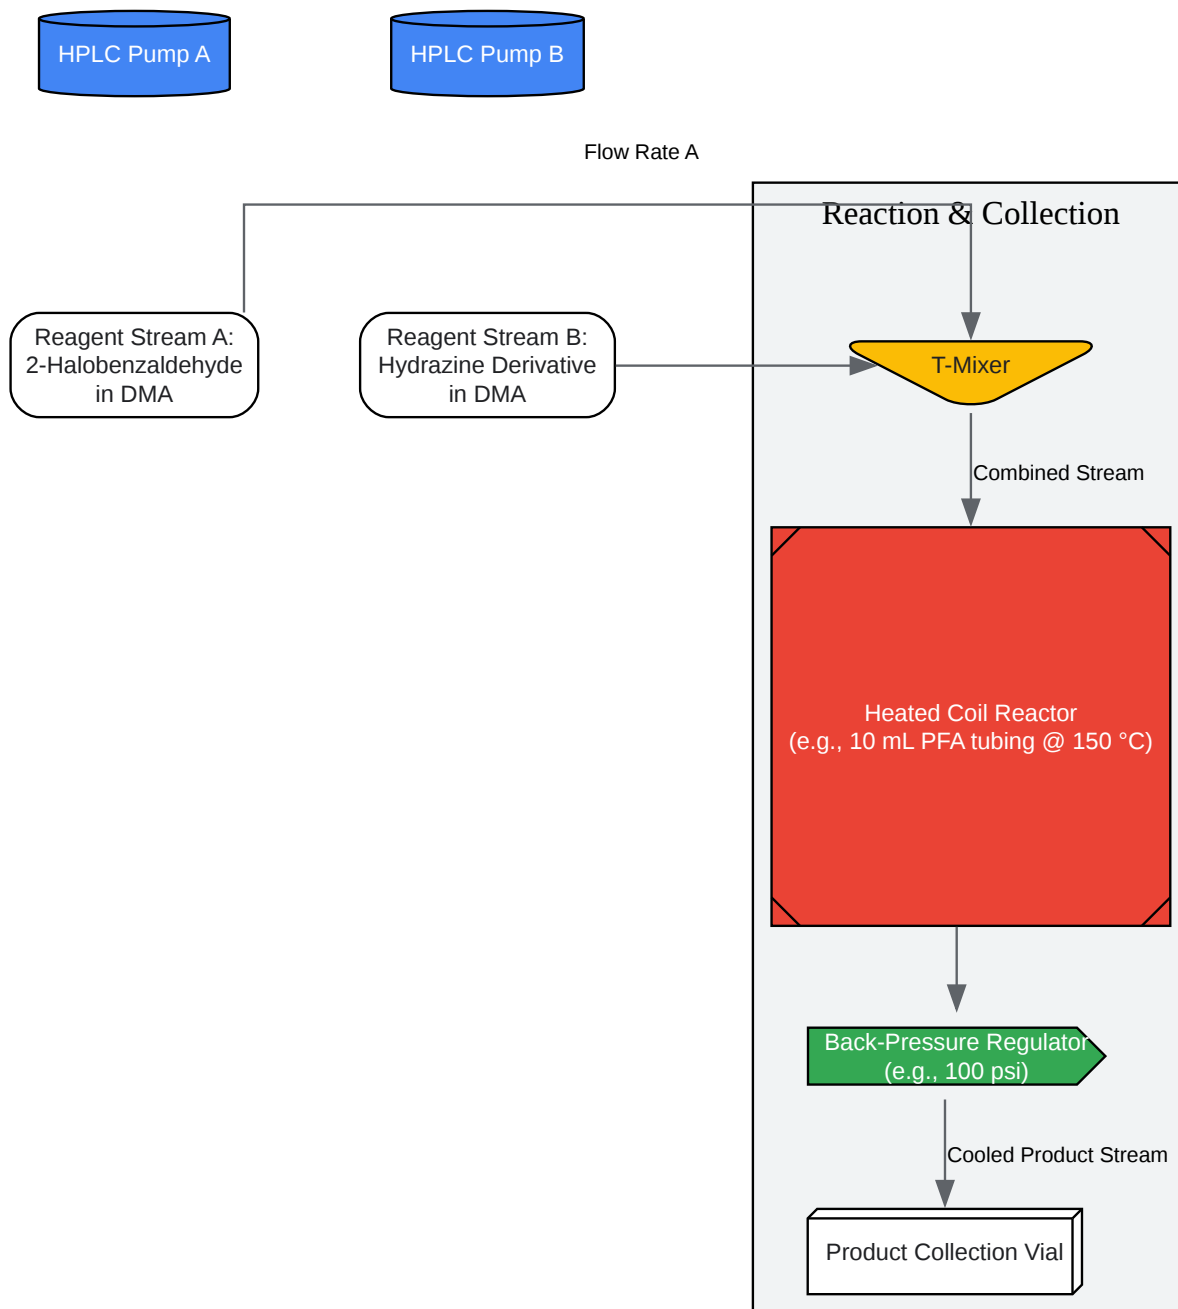 HPLC Pump A
HPLC Pump B
Flow Rate A
Reaction & Collection
Reagent Stream A:
2-Halobenzaldehyde
in DMA
Reagent Stream B:
Hydrazine Derivative
in DMA
T-Mixer
Combined Stream
Heated Coil Reactor
(e.g., 10 mL PFA tubing @ 150 °C)
Back-Pressure Regulator
(e.g., 100 psi)
Cooled Product Stream
Product Collection Vial